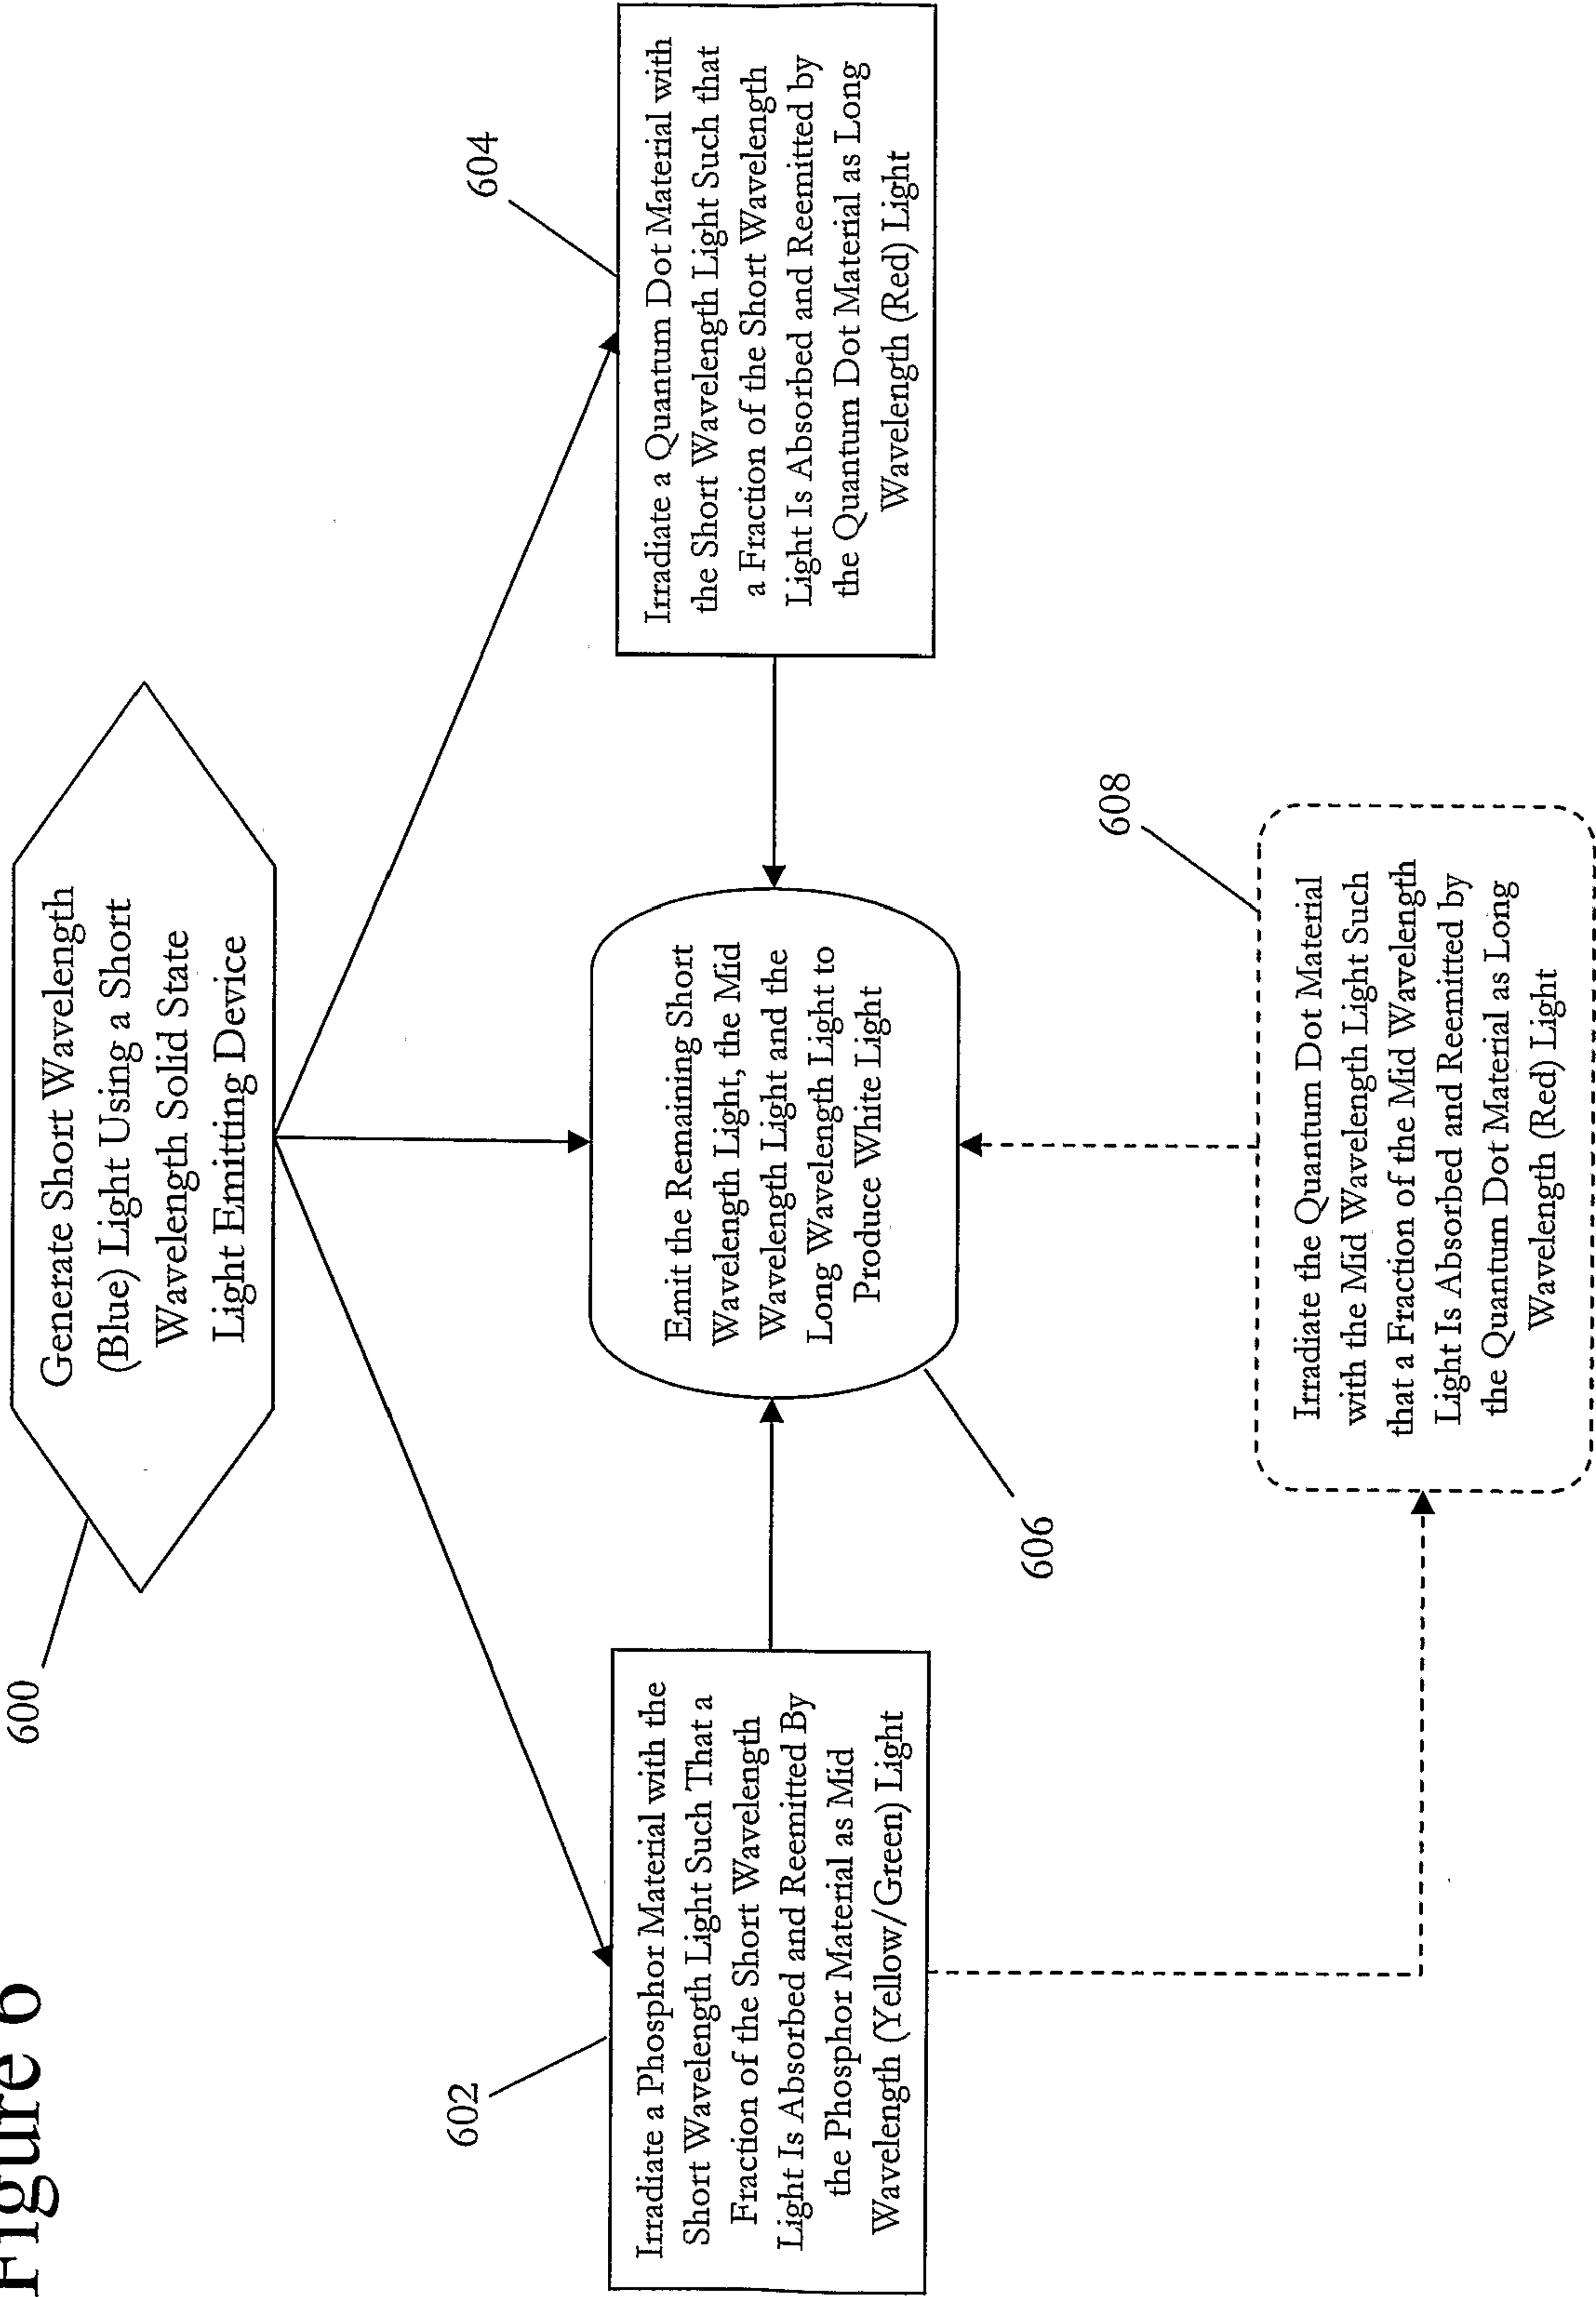 Figure 6
600
Generate Short Wavelength
(Blue) Light Using a Short
Wavelength Solid State
Light Emitting Device
602
Irradiate a Phosphor Material with the
Short Wavelength Light Such That a
Fraction of the Short Wavelength
Light Is Absorbed and Reemitted By
the Phosphor Material as Mid
Wavelength (Yellow/Green) Light
Emit the Remaining Short
Wavelength Light, the Mid
Wavelength Light and the
Long Wavelength Light to
Produce White Light
606
604
Irradiate a Quantum Dot Material with
the Short Wavelength Light Such that
a Fraction of the Short Wavelength
Light Is Absorbed and Reemitted by
the Quantum Dot Material as Long
Wavelength (Red) Light
608
Irradiate the Quantum Dot Material
with the Mid Wavelength Light Such
that a Fraction of the Mid Wavelength
Light Is Absorbed and Reemitted by
the Quantum Dot Material as Long
Wavelength (Red) Light